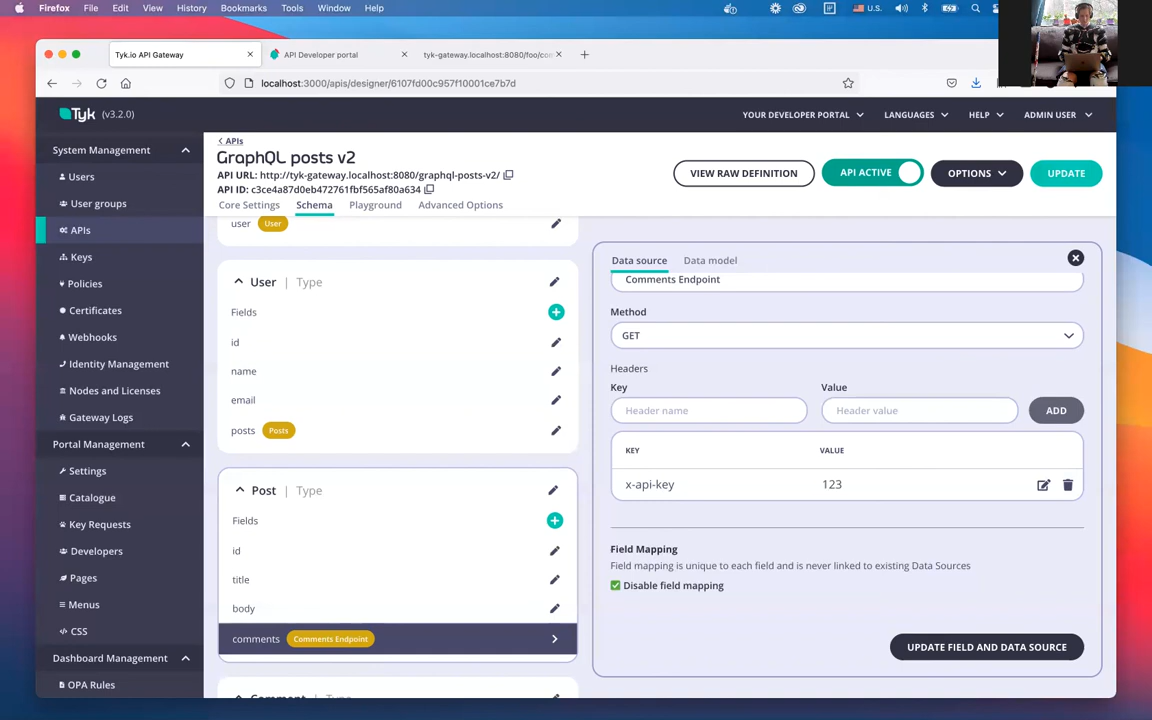 Firefox File Edit View History Bookmarks Tools Window Help U.S.
Tyk.io API Gateway API Developer portal tyk-gateway.localhost:8080/foo/con
localhost:3000/apis/designer/6107fd00c957f10001ce7b7d
Tyk (v3.2.0) YOUR DEVELOPER PORTAL LANGUAGES HELP ADMIN USER
System Management
Users
User groups
APIs
Keys
Policies
Certificates
Webhooks
Identity Management
Nodes and Licenses
Gateway Logs
Portal Management
Settings
Catalogue
Key Requests
Developers
Pages
Menus
CSS
Dashboard Management
OPA Rules
APIs
GraphQL posts v2
API URL: http://tyk-gateway.localhost:8080/graphql-posts-v2/
API ID: c3ce4a87d0eb472761fbf565af80a634
VIEW RAW DEFINITION API ACTIVE OPTIONS UPDATE
Core Settings Schema Playground Advanced Options
user User
User | Type
Fields
id
name
email
posts Posts
Post | Type
Fields
id
title
body
comments Comments Endpoint
Comment Type
Data source Data model
Comments Endpoint
Method
GET
Headers
Key Value
Header name Header value ADD
KEY VALUE
x-api-key 123
Field Mapping
Field mapping is unique to each field and is never linked to existing Data Sources
Disable field mapping
UPDATE FIELD AND DATA SOURCE